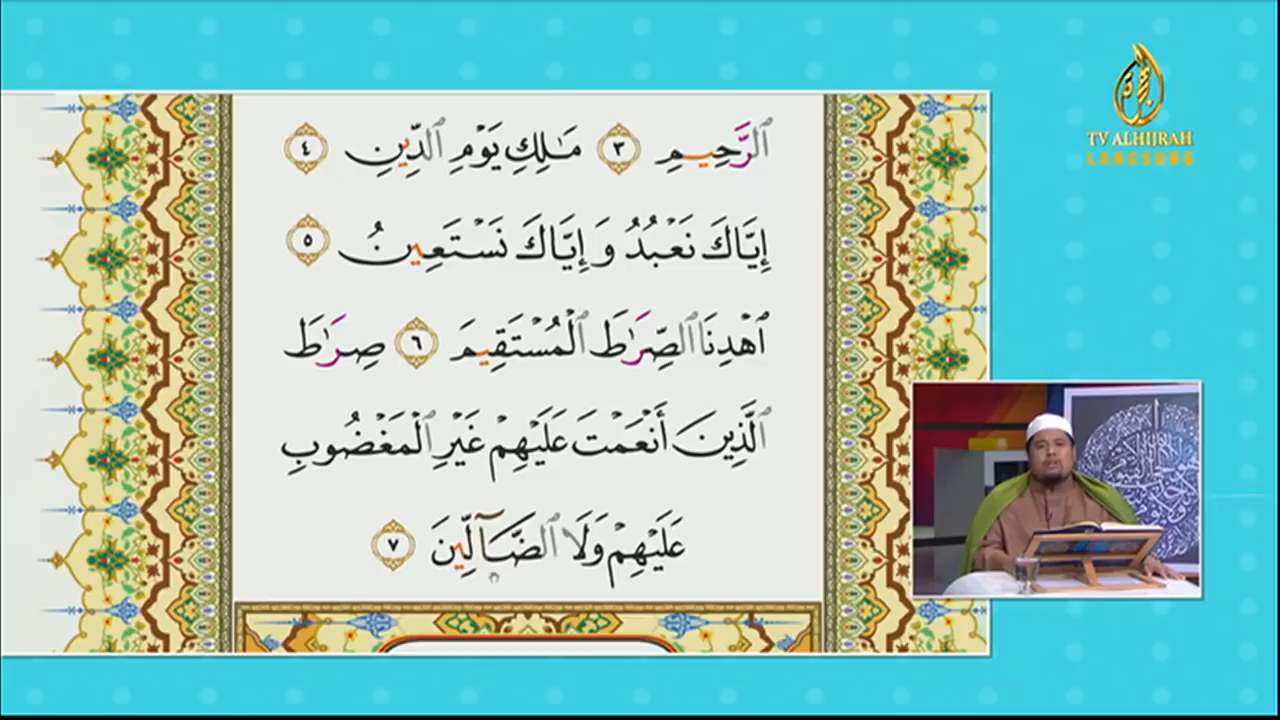 ٱلرَّحِيمِ ٣ مَٰلِكِ يَوْمِ ٱلدِّينِ ٤
إِيَّاكَ نَعْبُدُ وَ إِيَّاكَ نَسْتَعِينُ ٥
ٱهْدِنَا ٱلصِّرَٰطَ ٱلْمُسْتَقِيمَ ٦ صِرَٰطَ
ٱلَّذِينَ أَنْعَمْتَ عَلَيْهِمْ غَيْرِ ٱلْمَغْضُوبِ
عَلَيْهِمْ وَلَا ٱلضَّآلِّينَ ٧
TV ALHIJRAH
LANGSUNG